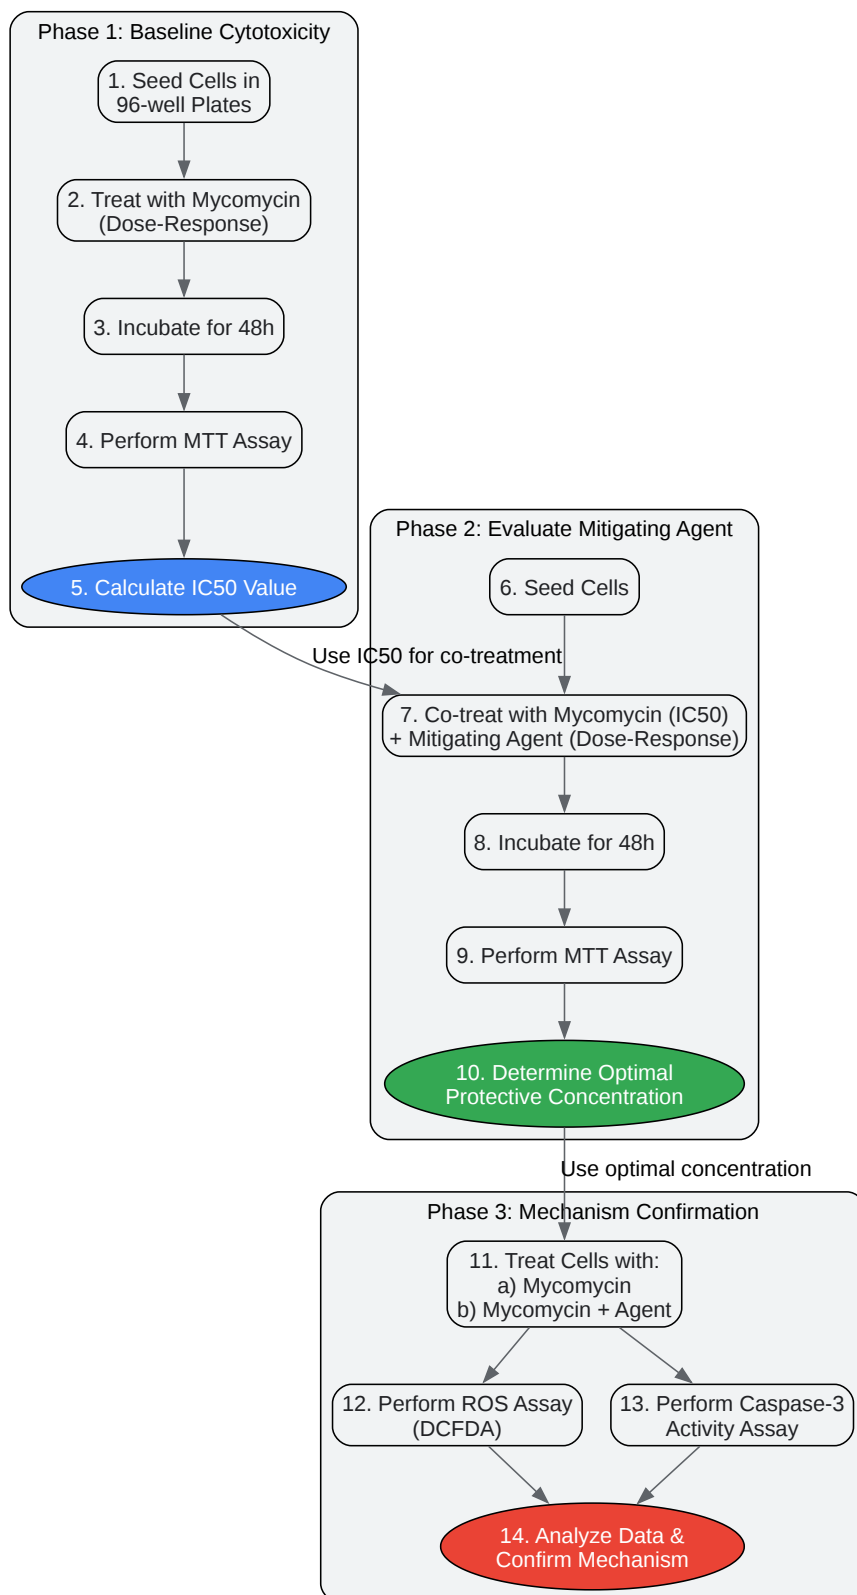 Phase 1: Baseline Cytotoxicity
1. Seed Cells in
96-well Plates
2. Treat with Mycomycin
(Dose-Response)
3. Incubate for 48h
4. Perform MTT Assay
5. Calculate IC50 Value
Use IC50 for co-treatment
Phase 2: Evaluate Mitigating Agent
6. Seed Cells
7. Co-treat with Mycomycin (IC50)
+ Mitigating Agent (Dose-Response)
8. Incubate for 48h
9. Perform MTT Assay
10. Determine Optimal
Protective Concentration
Use optimal concentration
Phase 3: Mechanism Confirmation
11. Treat Cells with:
a) Mycomycin
b) Mycomycin + Agent
12. Perform ROS Assay
(DCFDA)
13. Perform Caspase-3
Activity Assay
14. Analyze Data &
Confirm Mechanism